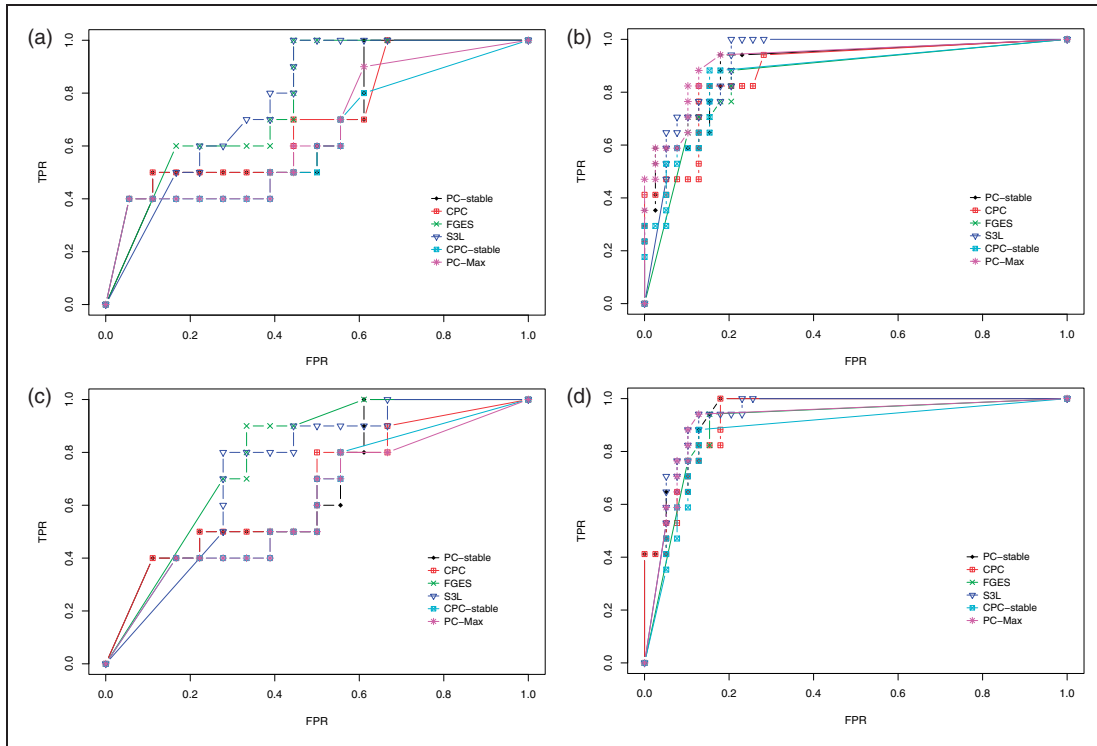 (a)
TPR
1.0
0.8
0.6
0.4
0.2
0.0
PC-stable
CPC
FGES
S3L
CPC-stable
PC-Max
0.0 0.2 0.4 0.6 0.8 1.0
FPR
(b)
TPR
1.0
0.8
0.6
0.4
0.2
0.0
PC-stable
CPC
FGES
S3L
CPC-stable
PC-Max
0.0 0.2 0.4 0.6 0.8 1.0
FPR
(c)
TPR
1.0
0.8
0.6
0.4
0.2
0.0
PC-stable
CPC
FGES
S3L
CPC-stable
PC-Max
0.0 0.2 0.4 0.6 0.8 1.0
FPR
(d)
TPR
1.0
0.8
0.6
0.4
0.2
0.0
PC-stable
CPC
FGES
S3L
CPC-stable
PC-Max
0.0 0.2 0.4 0.6 0.8 1.0
FPR